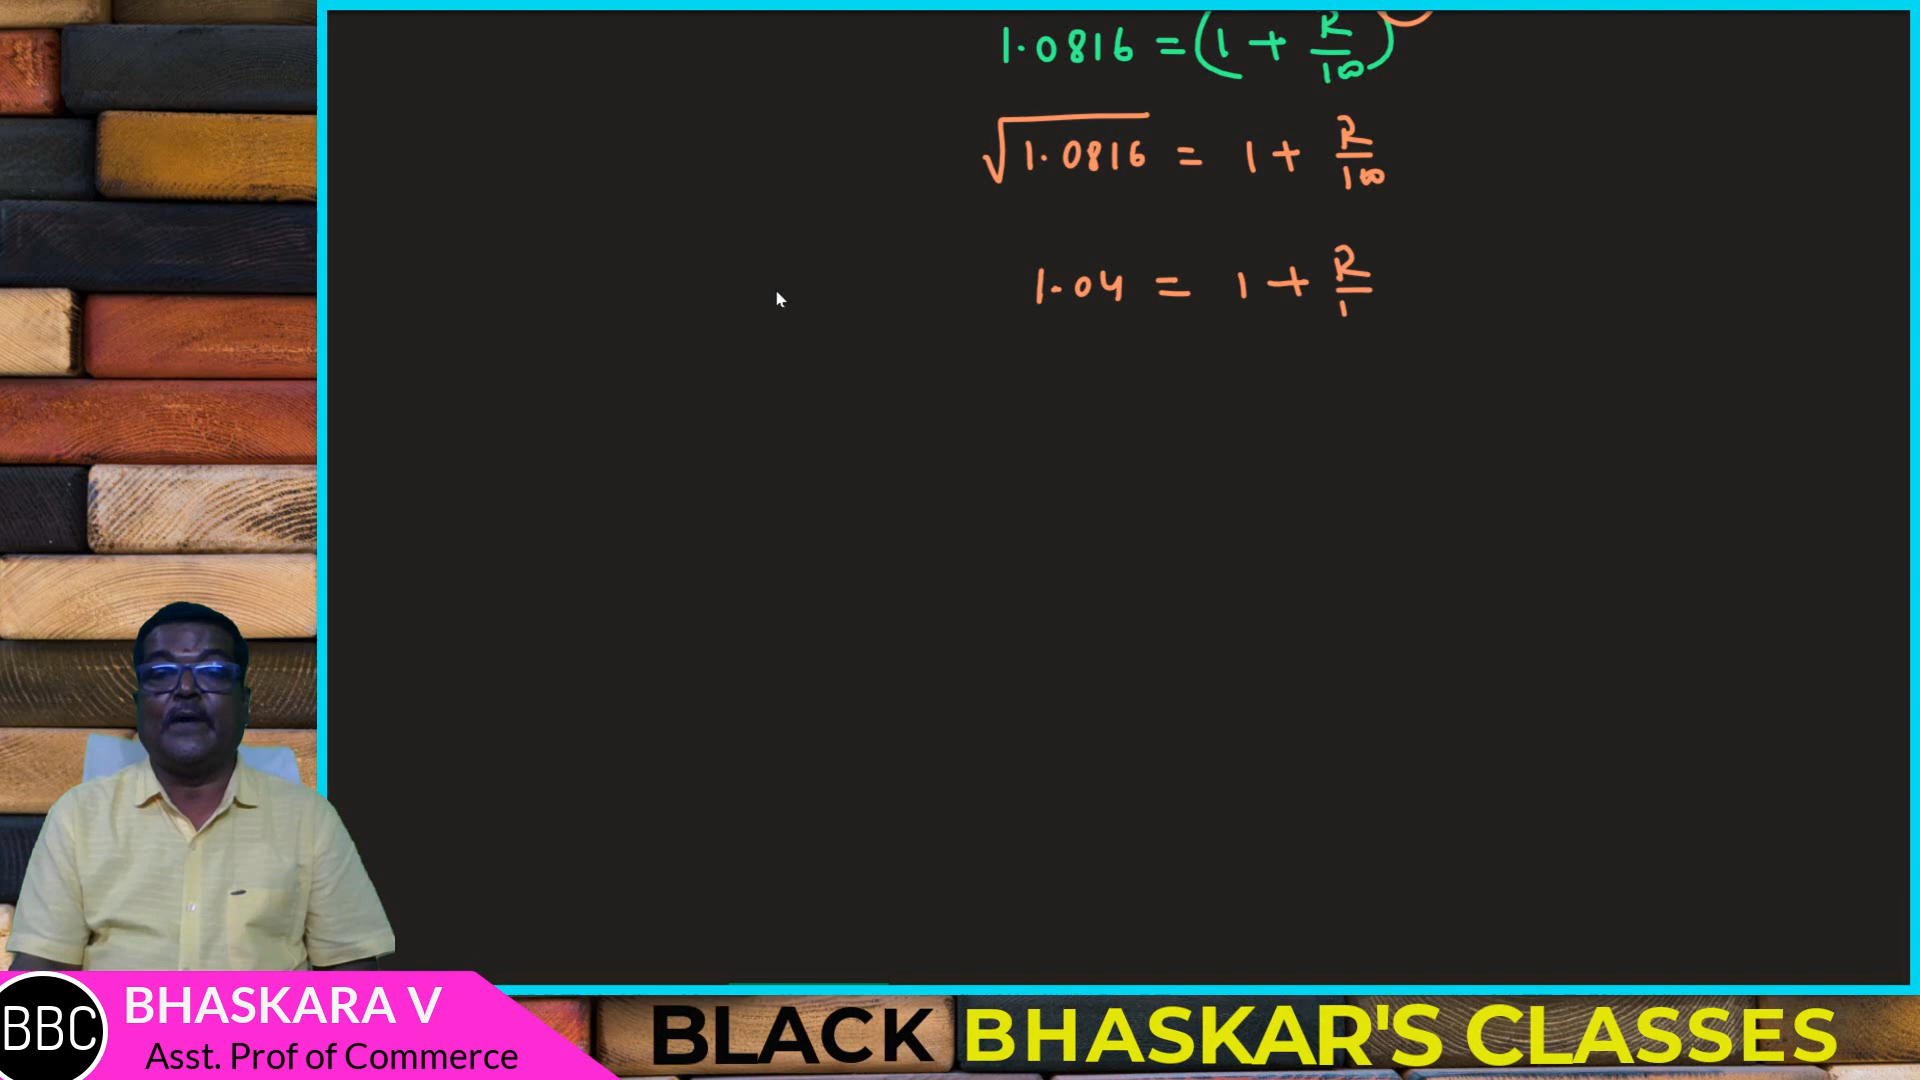 1.0816 = (1 + R/100)
√1.0816 = 1 + R/100
1.04 = 1 + R/1
BBC
BHASKARA V
Asst. Prof of Commerce
BLACK BHASKAR'S CLASSES